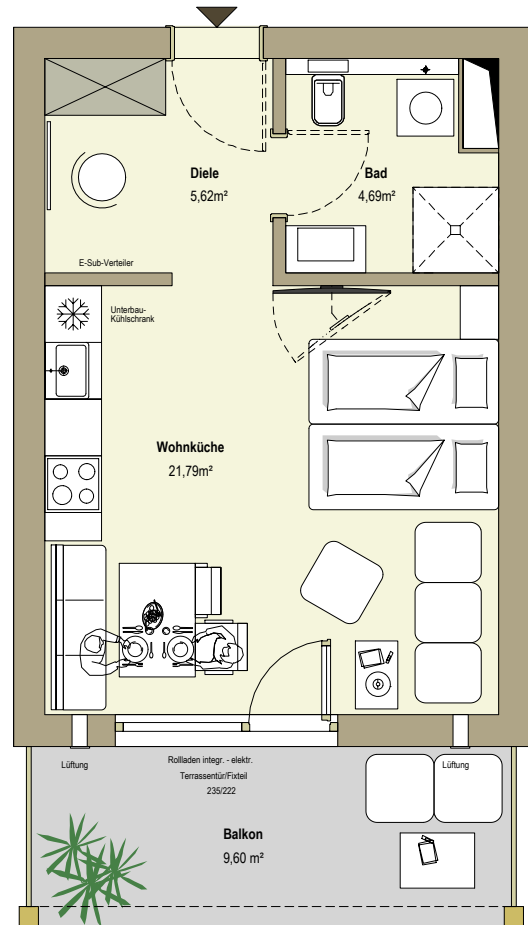 Diele
5,62m²
Bad
4,69m²
E-Sub-Verteiler
Unterbau-
Kühlschrank
Wohnküche
21,79m²
Lüftung
Rollladen integr. - elektr.
Terrassentür/Fixteil
235/222
Lüftung
Balkon
9,60 m²